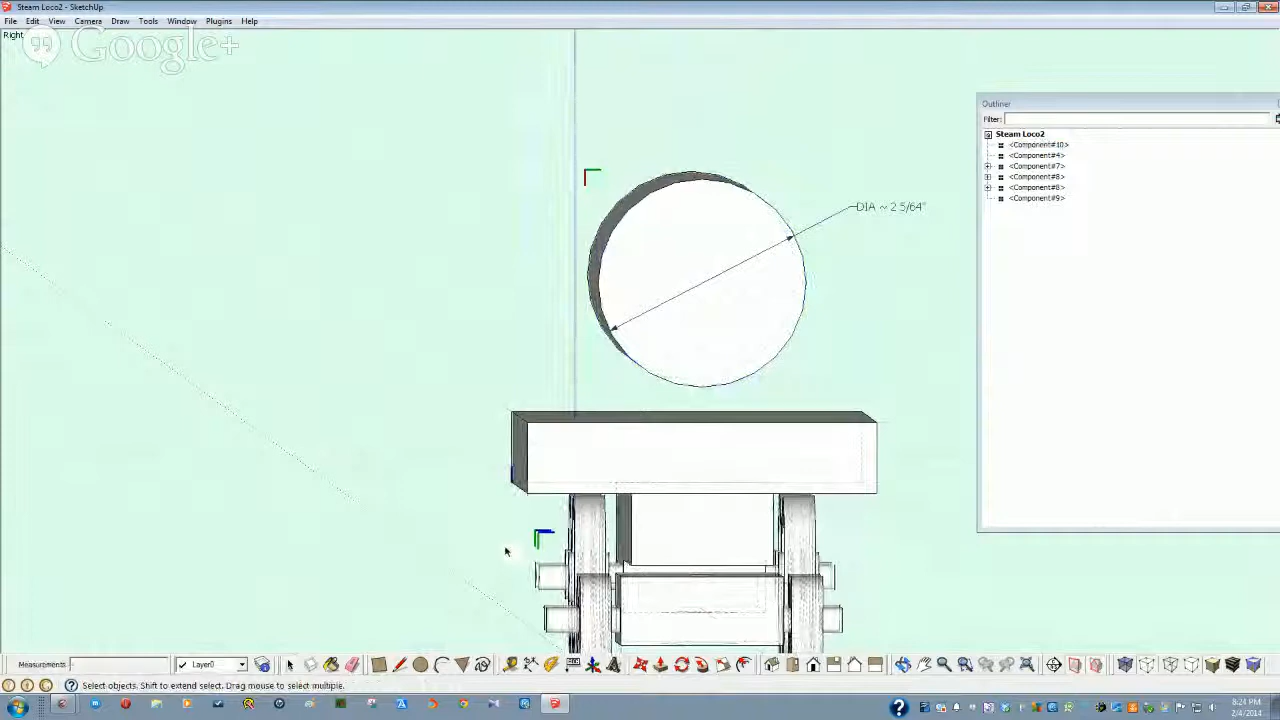 Steam Loco2 - SketchUp
File Edit View Camera Draw Tools Window Plugins Help
Right
Google+
Outliner
Filter:
Steam Loco2
<Component#10>
<Component#4>
<Component#7>
<Component#8>
<Component#8>
<Component#9>
DIA ~ 2 5/64"
Measurements
Layer0
Select objects. Shift to extend select. Drag mouse to select multiple.
8:24 PM
2/4/2014